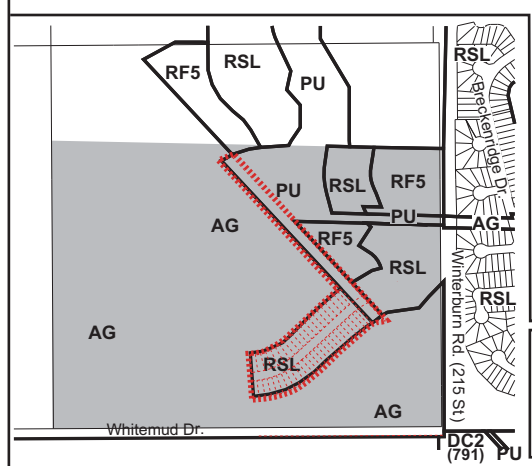 RSL
RSL
RF5
PU
Breckenridge Dr.
RSL
RF5
PU
PU
AG
AG
RF5
RSL
Winterburn Rd. (215 St)
RSL
AG
RSL
AG
Whitemud Dr.
DC2
(791)
PU